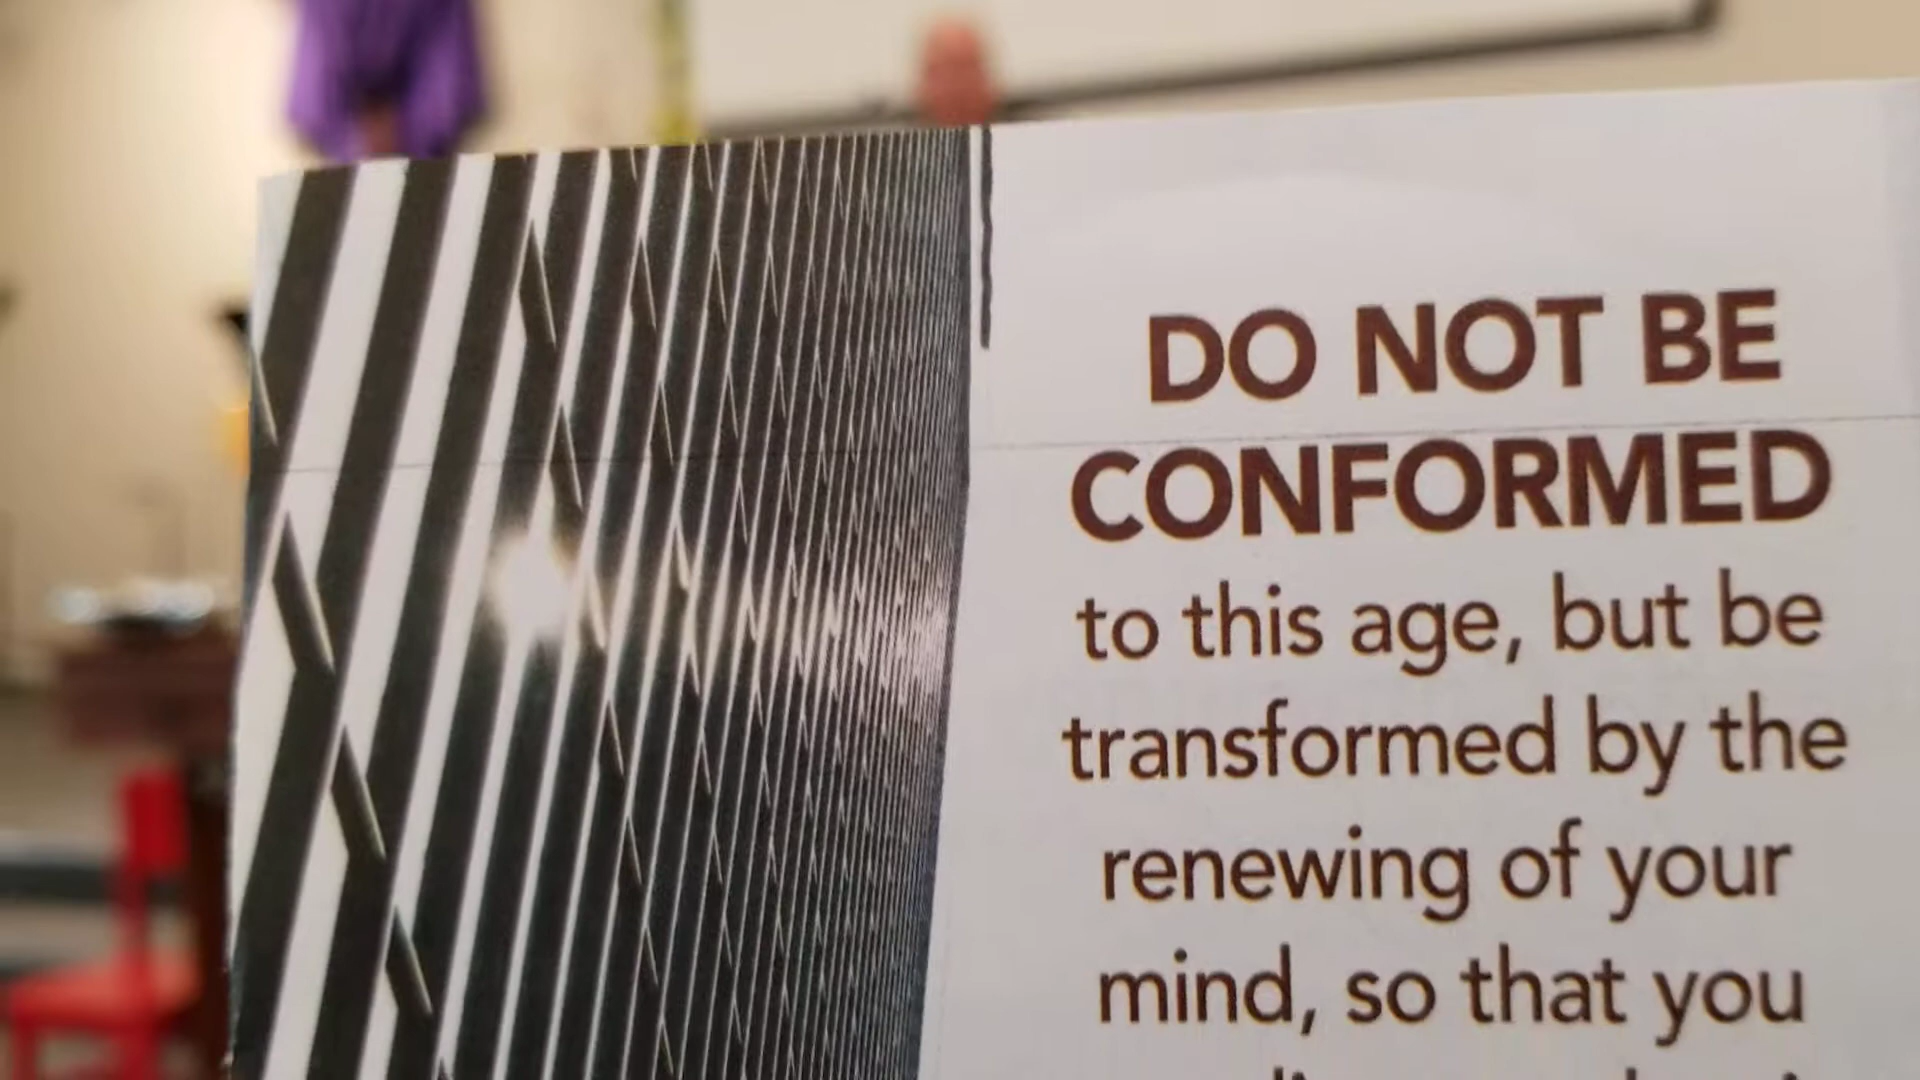 DO NOT BE
CONFORMED
to this age, but be
transformed by the
renewing of your
mind, so that you